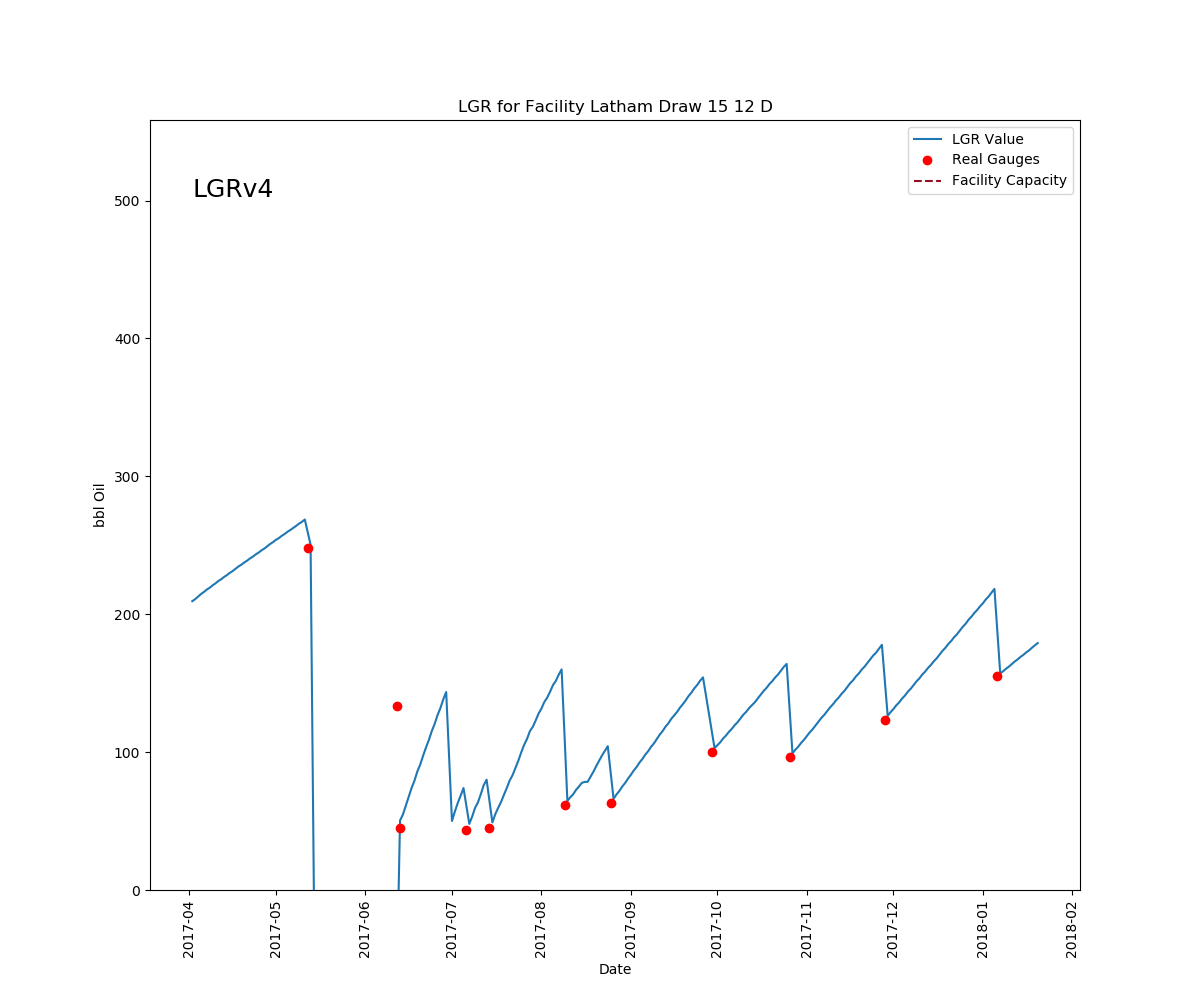 LGR for Facility Latham Draw 15 12 D
LGRv4
LGR Value
Real Gauges
Facility Capacity
bbl Oil
500
400
300
200
100
0
2017-04
2017-05
2017-06
2017-07
2017-08
2017-09
2017-10
2017-11
2017-12
2018-01
2018-02
Date